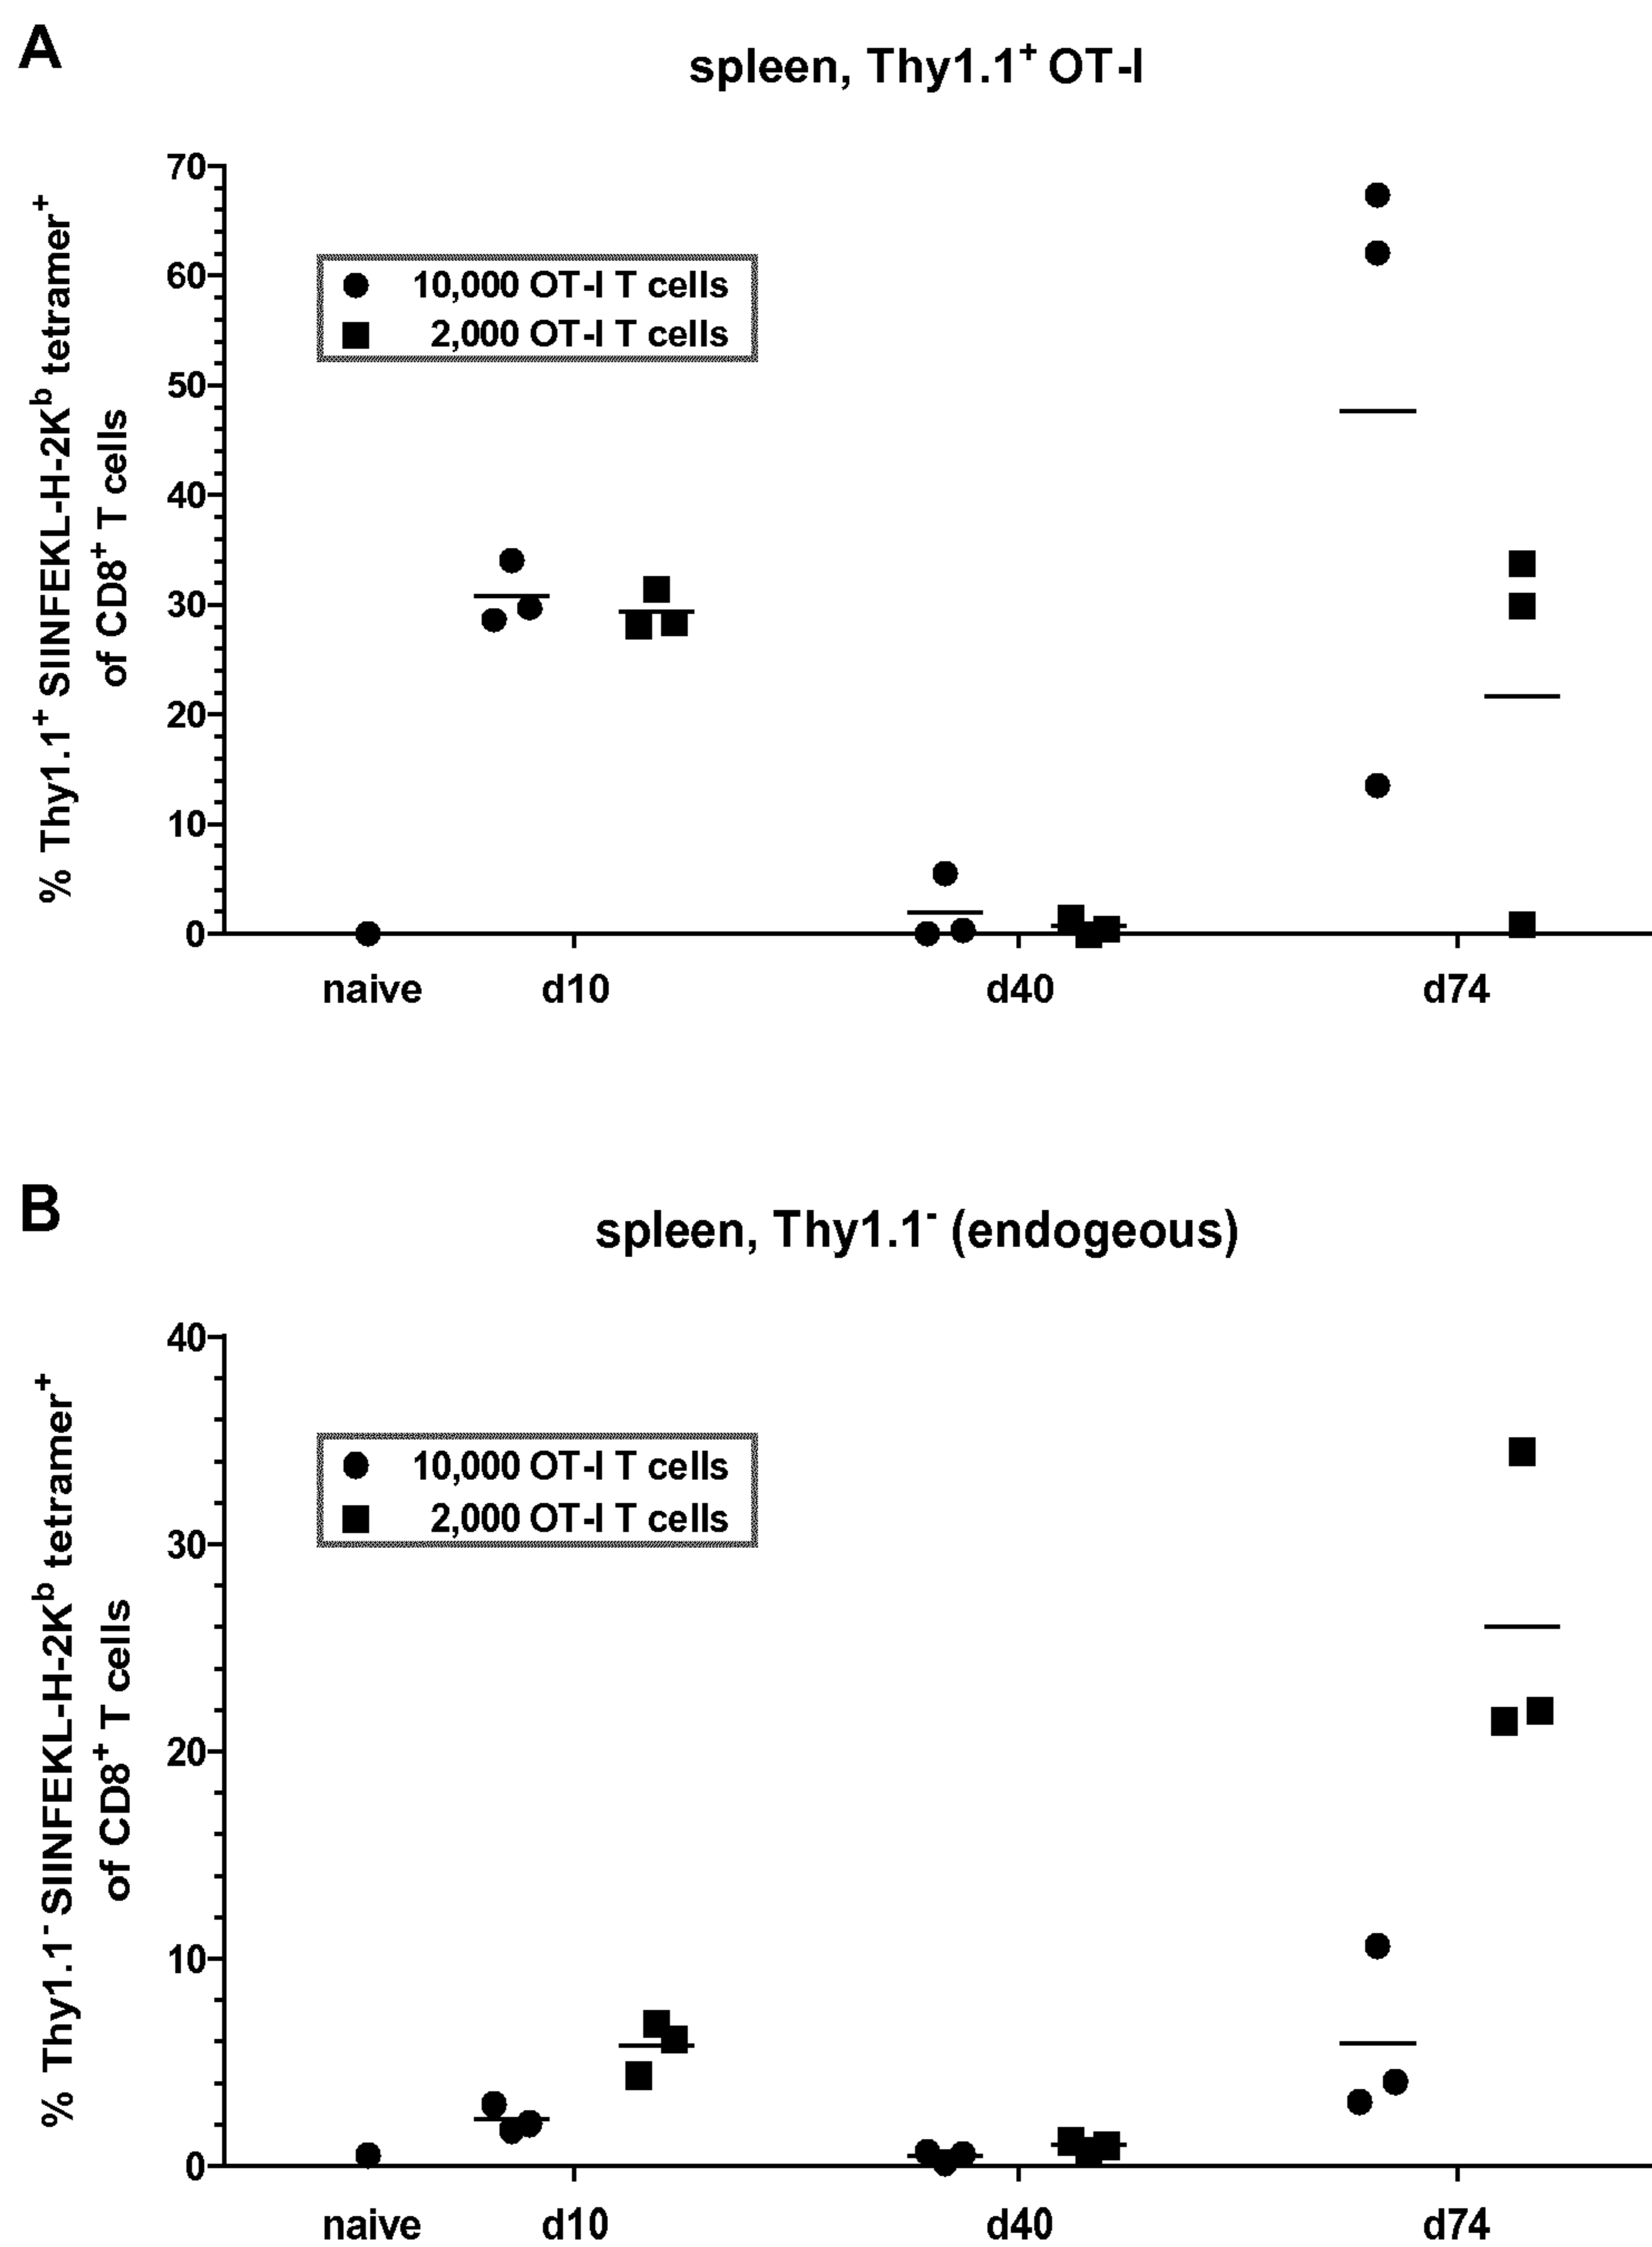 A
spleen, Thy1.1⁺ OT-I
% Thy1.1⁺ SIINFEKL-H-2Kᵇ tetramer⁺
of CD8⁺ T cells
70
60
50
40
30
20
10
0
10,000 OT-I T cells
2,000 OT-I T cells
naive d10 d40 d74
B
spleen, Thy1.1⁻ (endogeous)
% Thy1.1⁻ SIINFEKL-H-2Kᵇ tetramer⁺
of CD8⁺ T cells
40
30
20
10
0
10,000 OT-I T cells
2,000 OT-I T cells
naive d10 d40 d74